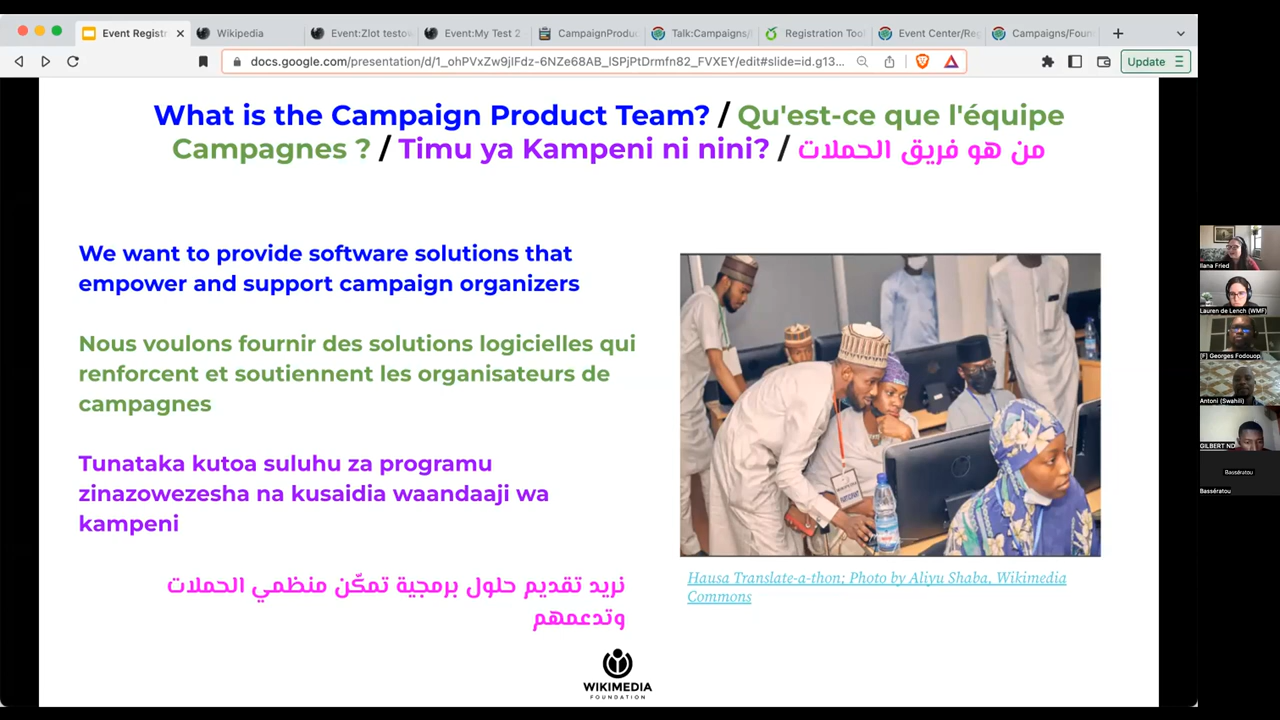 Event Registr
Wikipedia
Event:Zlot testov
Event:My Test 2
CampaignProduc
Talk:Campaigns/
Registration Tool
Event Center/Reg
Campaigns/Foun
docs.google.com/presentation/d/1_ohPVxZw9jIFdz-6NZe68AB_lSPjPtDrmfn82_FVXEY/edit#slide=id.g13...
Update
What is the Campaign Product Team? / Qu'est-ce que l'équipe
Campagnes ? / Timu ya Kampeni ni nini? / من هو فريق الحملات
We want to provide software solutions that
empower and support campaign organizers
Nous voulons fournir des solutions logicielles qui
renforcent et soutiennent les organisateurs de
campagnes
Tunataka kutoa suluhu za programu
zinazowezesha na kusaidia waandaaji wa
kampeni
نريد تقديم حلول برمجية تمكّن منظمي الحملات
وتدعمهم
Hausa Translate-a-thon; Photo by Aliyu Shaba, Wikimedia
Commons
WIKIMEDIA
FOUNDATION
Ilana Fried
Lauren de Lench (WMF)
[F] Georges Fodouop
Antoni (Swahili)
GILBERT ND
Bassératou
Bassératou